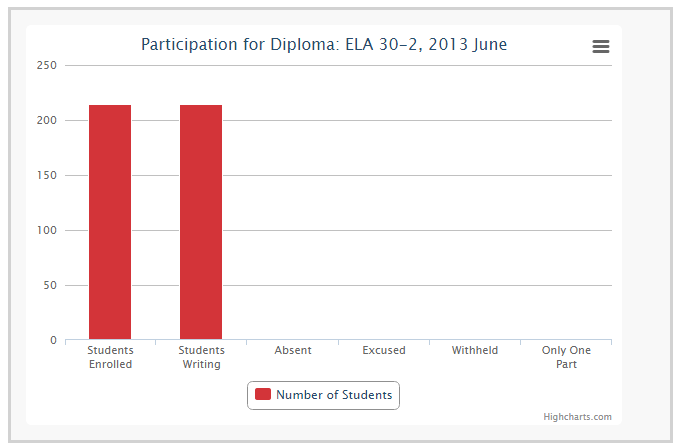 Participation for Diploma: ELA 30-2, 2013 June
250
200
150
100
50
0
Students Enrolled
Students Writing
Absent
Excused
Withheld
Only One Part
Number of Students
Highcharts.com